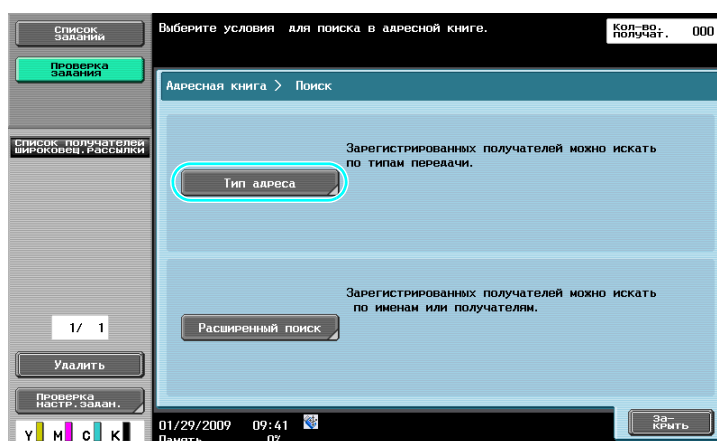 Список
заданий
Выберите условия для поиска в адресной книге.
Кол-во.
получат.
000
Проверка
задания
Адресная книга > Поиск
Список получателей
широковещ.рассылки
Зарегистрированных получателей можно искать
по типам передачи.
Тип адреса
Зарегистрированных получателей можно искать
по именам или получателям.
Расширенный поиск
1/ 1
Удалить
Проверка
настр.задан.
Y M C K
01/29/2009 09:41
Память 0%
За-
крыть